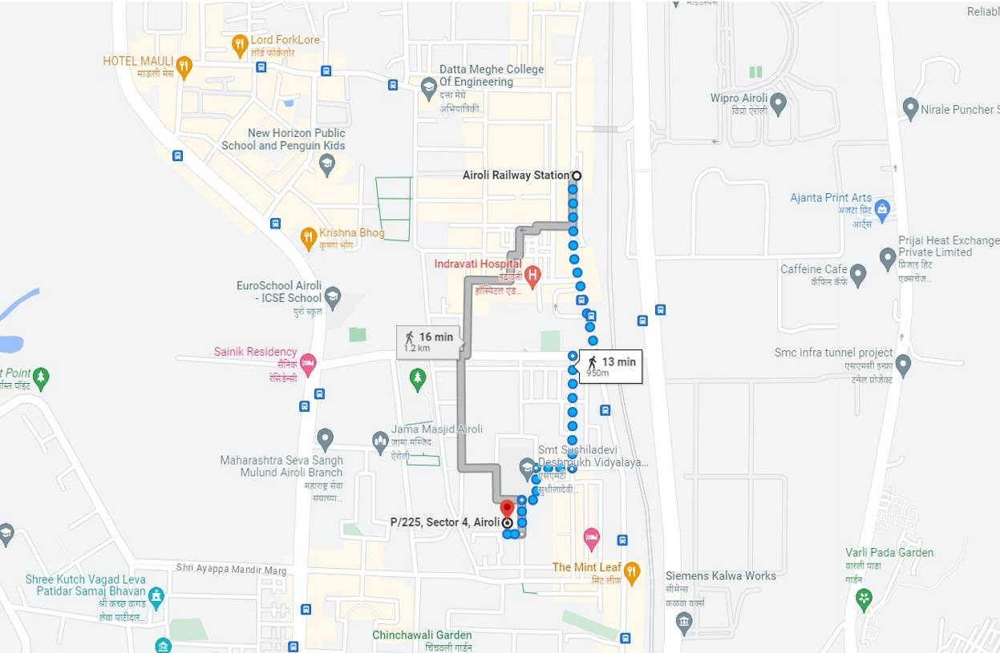 माइंडस्पेस
Reliabl
Lord ForkLore
लॉर्ड फोर्कलोर
HOTEL MAULI
माऊली मेस
Datta Meghe College
Of Engineering
दत्ता मेघे
अभियांत्रिकी...
Wipro Airoli
विप्रो ऐरोली
Nirale Puncher S
New Horizon Public
School and Penguin Kids
Airoli Railway Station
Ajanta Print Arts
अजंटा प्रिंट
आर्ट्स
Krishna Bhog
कृष्णा भोग
Prijai Heat Exchange
Private Limited
प्रिजाइ हिट
एक्सचेंज...
Indravati Hospital
इंद्रावती
हॉस्पिटल एंड...
Caffeine Cafe
कॅफिन कॅफे
EuroSchool Airoli
- ICSE School
युरो स्कूल
16 min
1.2 km
Sainik Residency
सैनिक
रेसिडेन्सी
13 min
950m
Smc infra tunnel project
एसएमसी इन्फ्रा
टनेल प्रोजेक्ट
t Point
र्यास्त पॉइंट
Jama Masjid Airoli
जामा मस्जिद
ऐरोली
Smt Sushiladevi
Deshmukh Vidyalaya...
एसएमटी
सुशीलादेवी...
Maharashtra Seva Sangh
Mulund Airoli Branch
महाराष्ट्र सेवा
संघाच्या...
P/225, Sector 4, Airoli
Shri Ayappa Mandir Marg
The Mint Leaf
मिंट लीफ
Varli Pada Garden
वारली पाडा
गार्डन
Shree Kutch Vagad Leva
Patidar Samaj Bhavan
श्री कच्छ वागड
लेवा पाटीदार...
Siemens Kalwa Works
सीमेन्स
कळवा वर्क्स
Chinchawali Garden
चिंचवली गार्डन